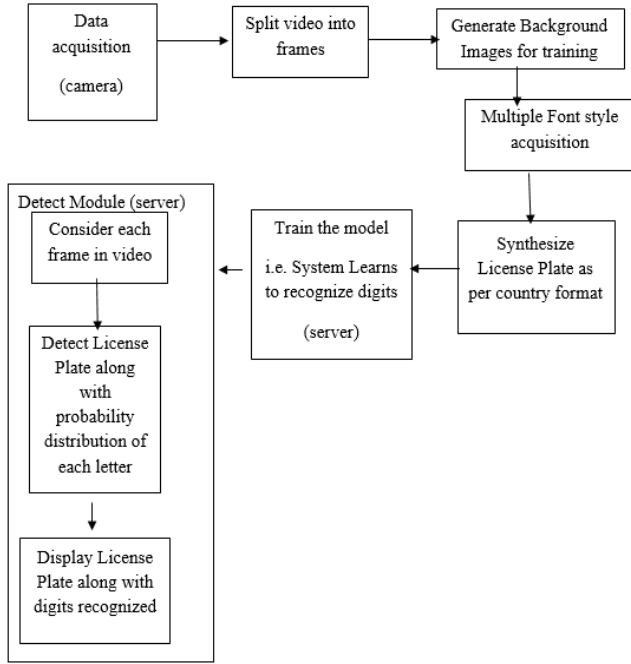 Data
acquisition
(camera)
Split video into
frames
Generate Background
Images for training
Multiple Font style
acquisition
Synthesize
License Plate as
per country format
Train the model
i.e. System Learns
to recognize digits
(server)
Detect Module (server)
Consider each
frame in video
Detect License
Plate along
with
probability
distribution of
each letter
Display License
Plate along with
digits recognized